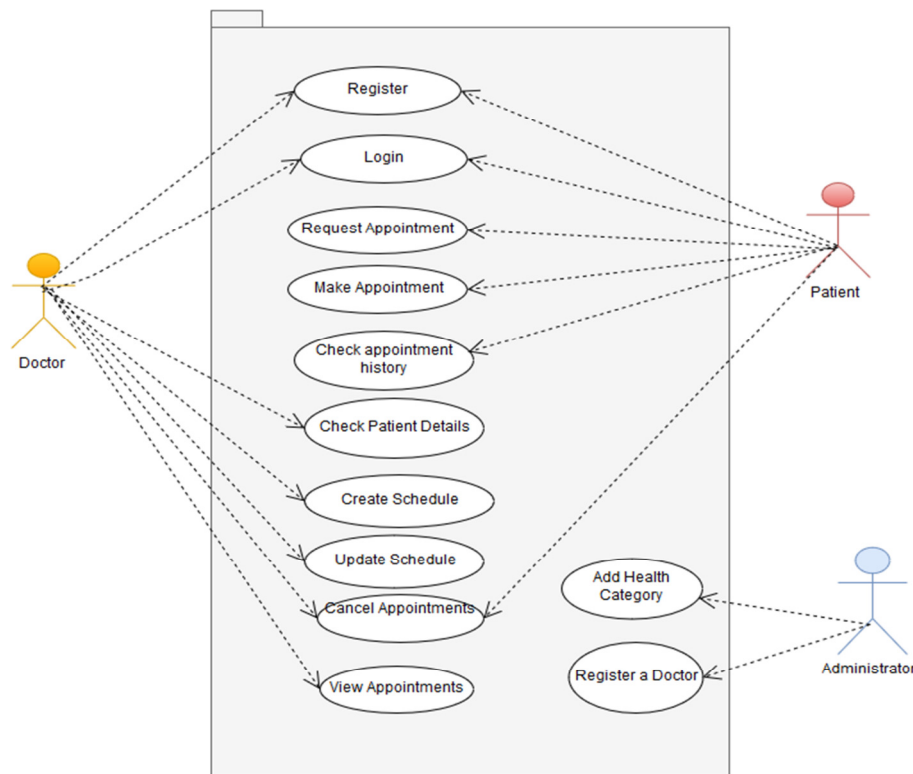 Register
Login
Request Appointment
Make Appointment
Check appointment
history
Check Patient Details
Create Schedule
Update Schedule
Cancel Appointments
View Appointments
Add Health
Category
Register a Doctor
Doctor
Patient
Administrator